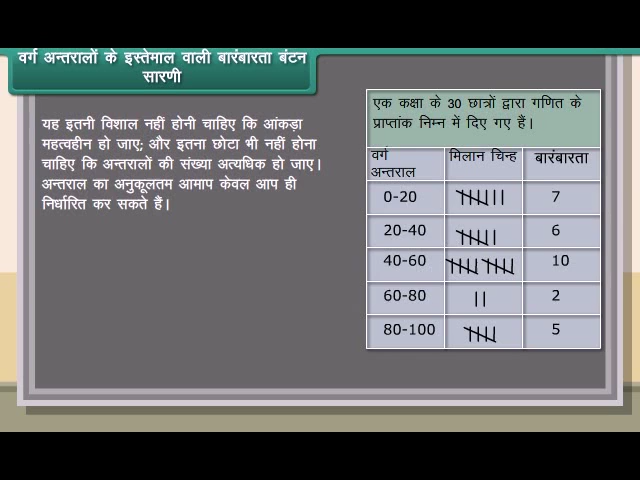 वर्ग अन्तरालों के इस्तेमाल वाली बारंबारता बंटन
सारणी
यह इतनी विशाल नहीं होनी चाहिए कि आंकड़ा
महत्वहीन हो जाए; और इतना छोटा भी नहीं होना
चाहिए कि अन्तरालों की संख्या अत्यधिक हो जाए।
अन्तराल का अनुकूलतम आमाप केवल आप ही
निर्धारित कर सकते हैं।
एक कक्षा के 30 छात्रों द्वारा गणित के
प्राप्तांक निम्न में दिए गए हैं।
वर्ग अन्तराल मिलान चिन्ह बारंबारता
0-20 7
20-40 6
40-60 10
60-80 2
80-100 5